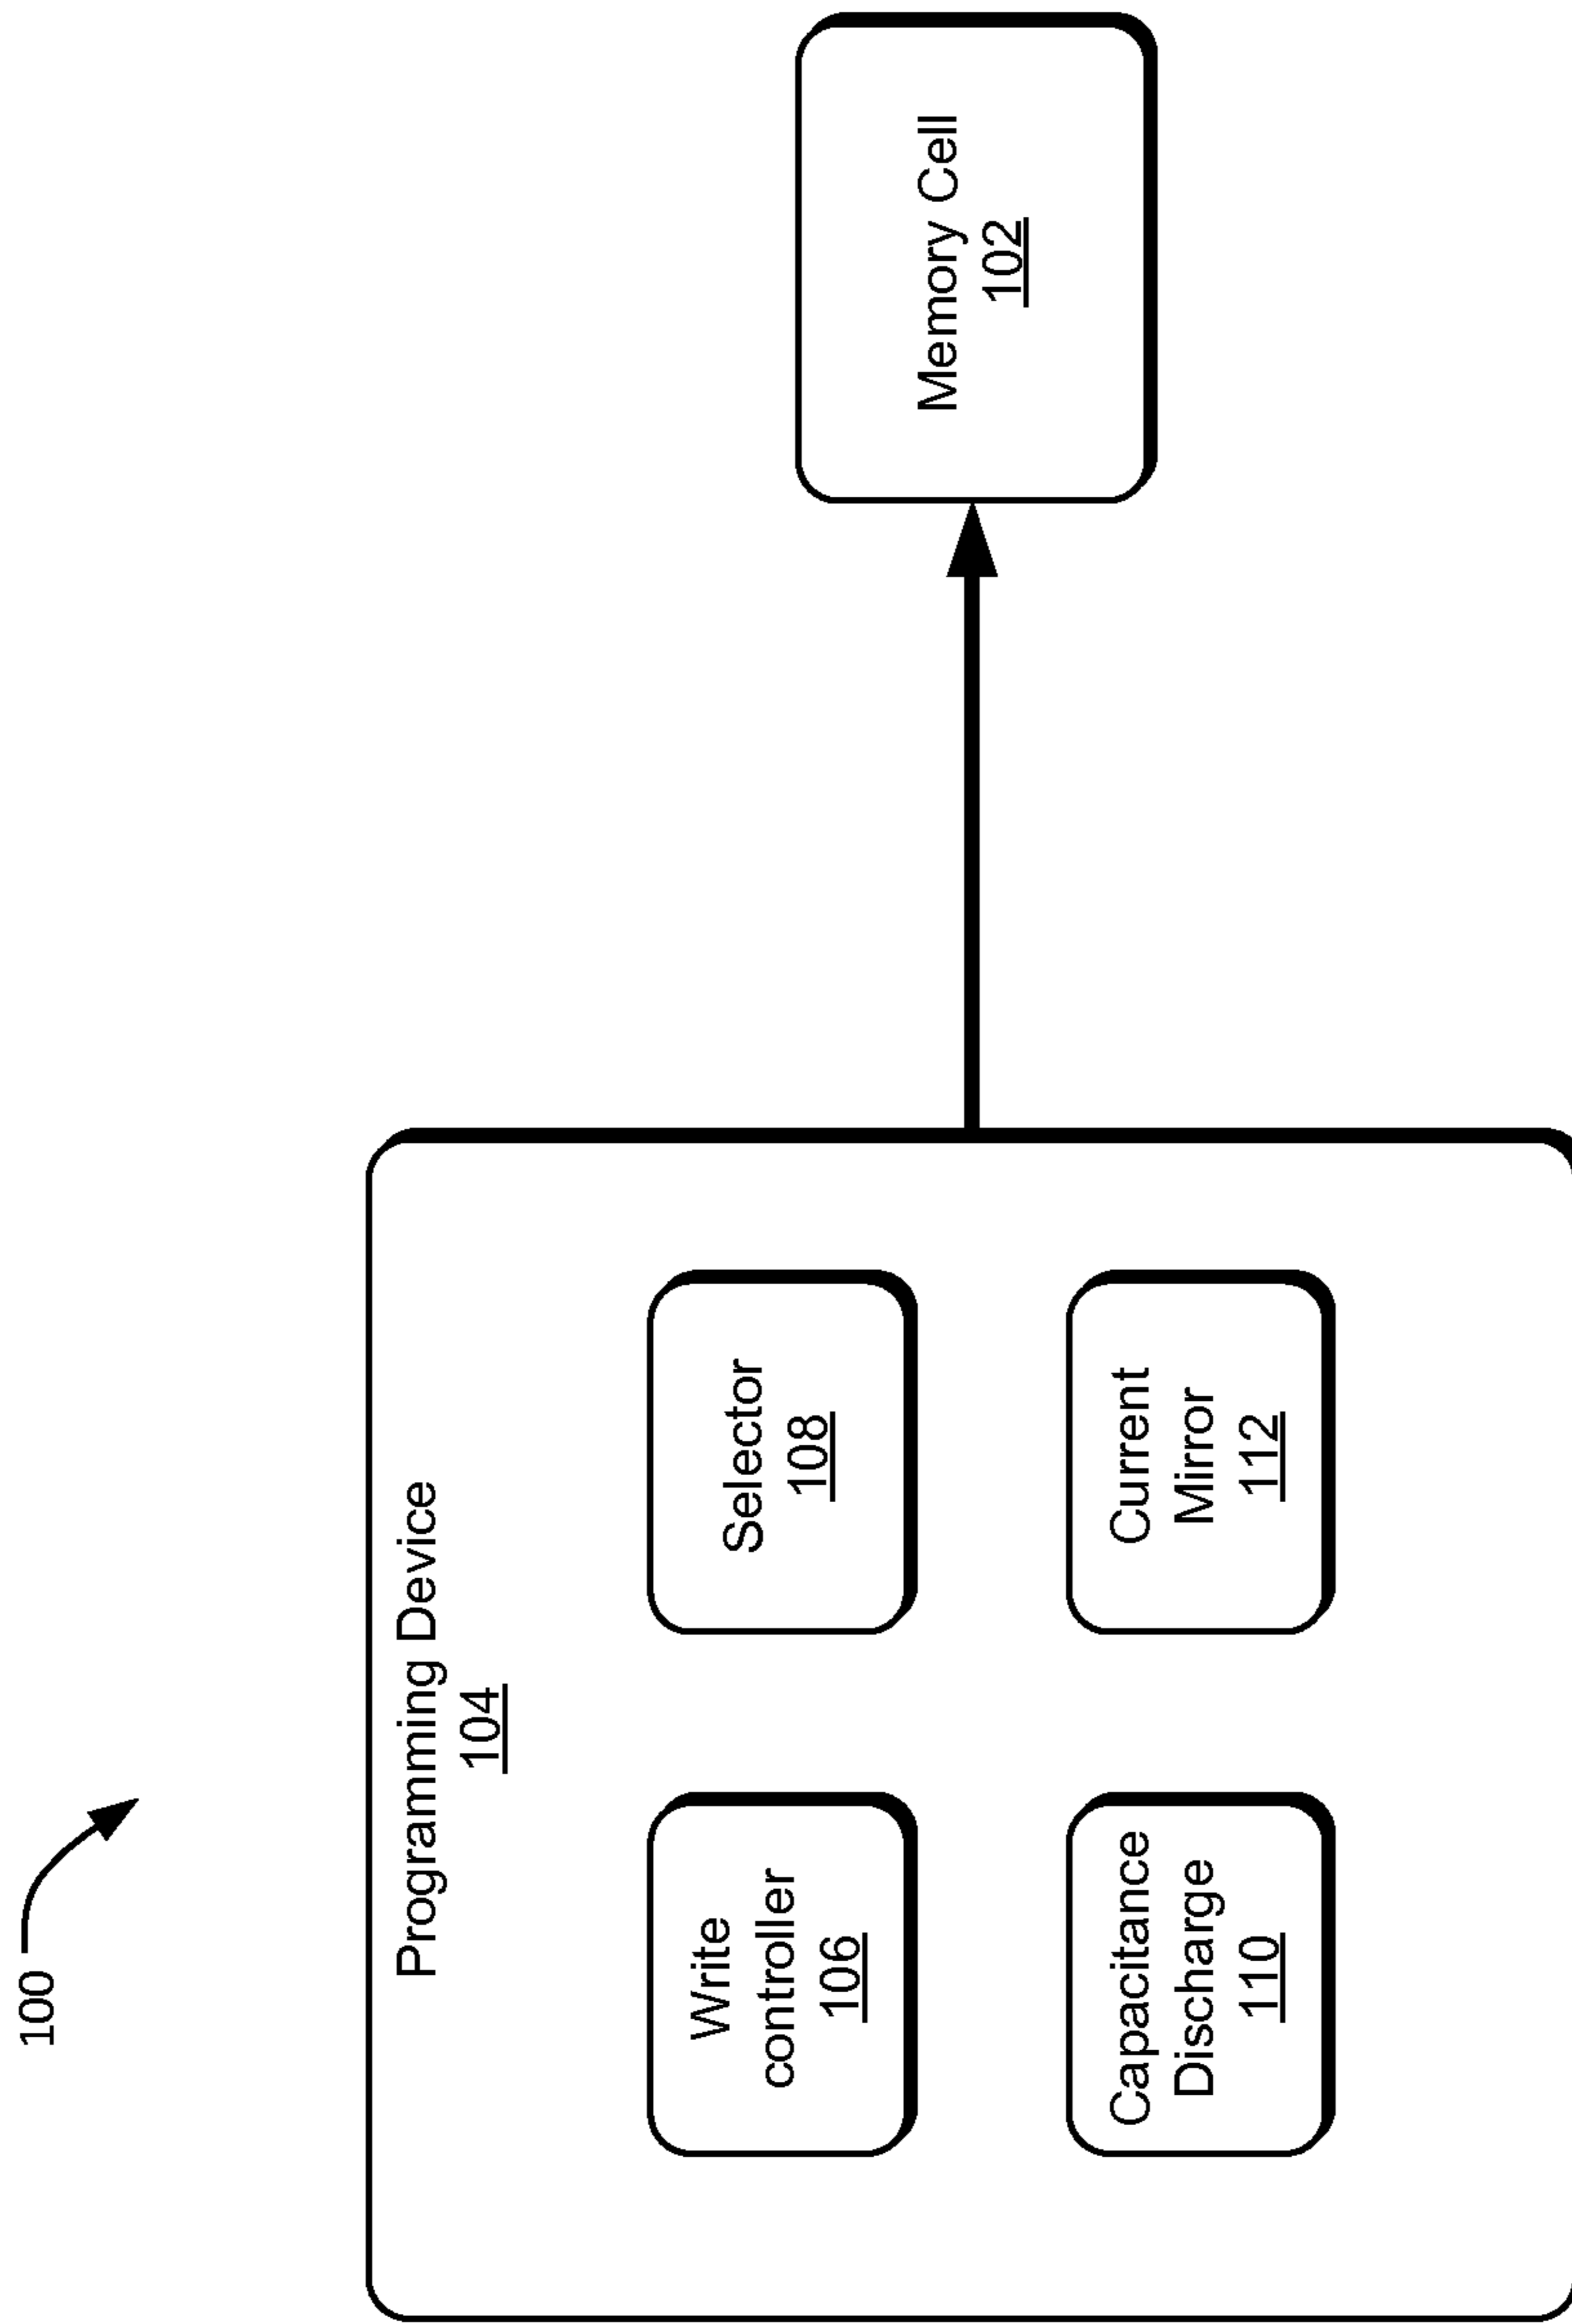 100
Programming Device
104
Write
controller
106
Selector
108
Capacitance
Discharge
110
Current
Mirror
112
Memory Cell
102